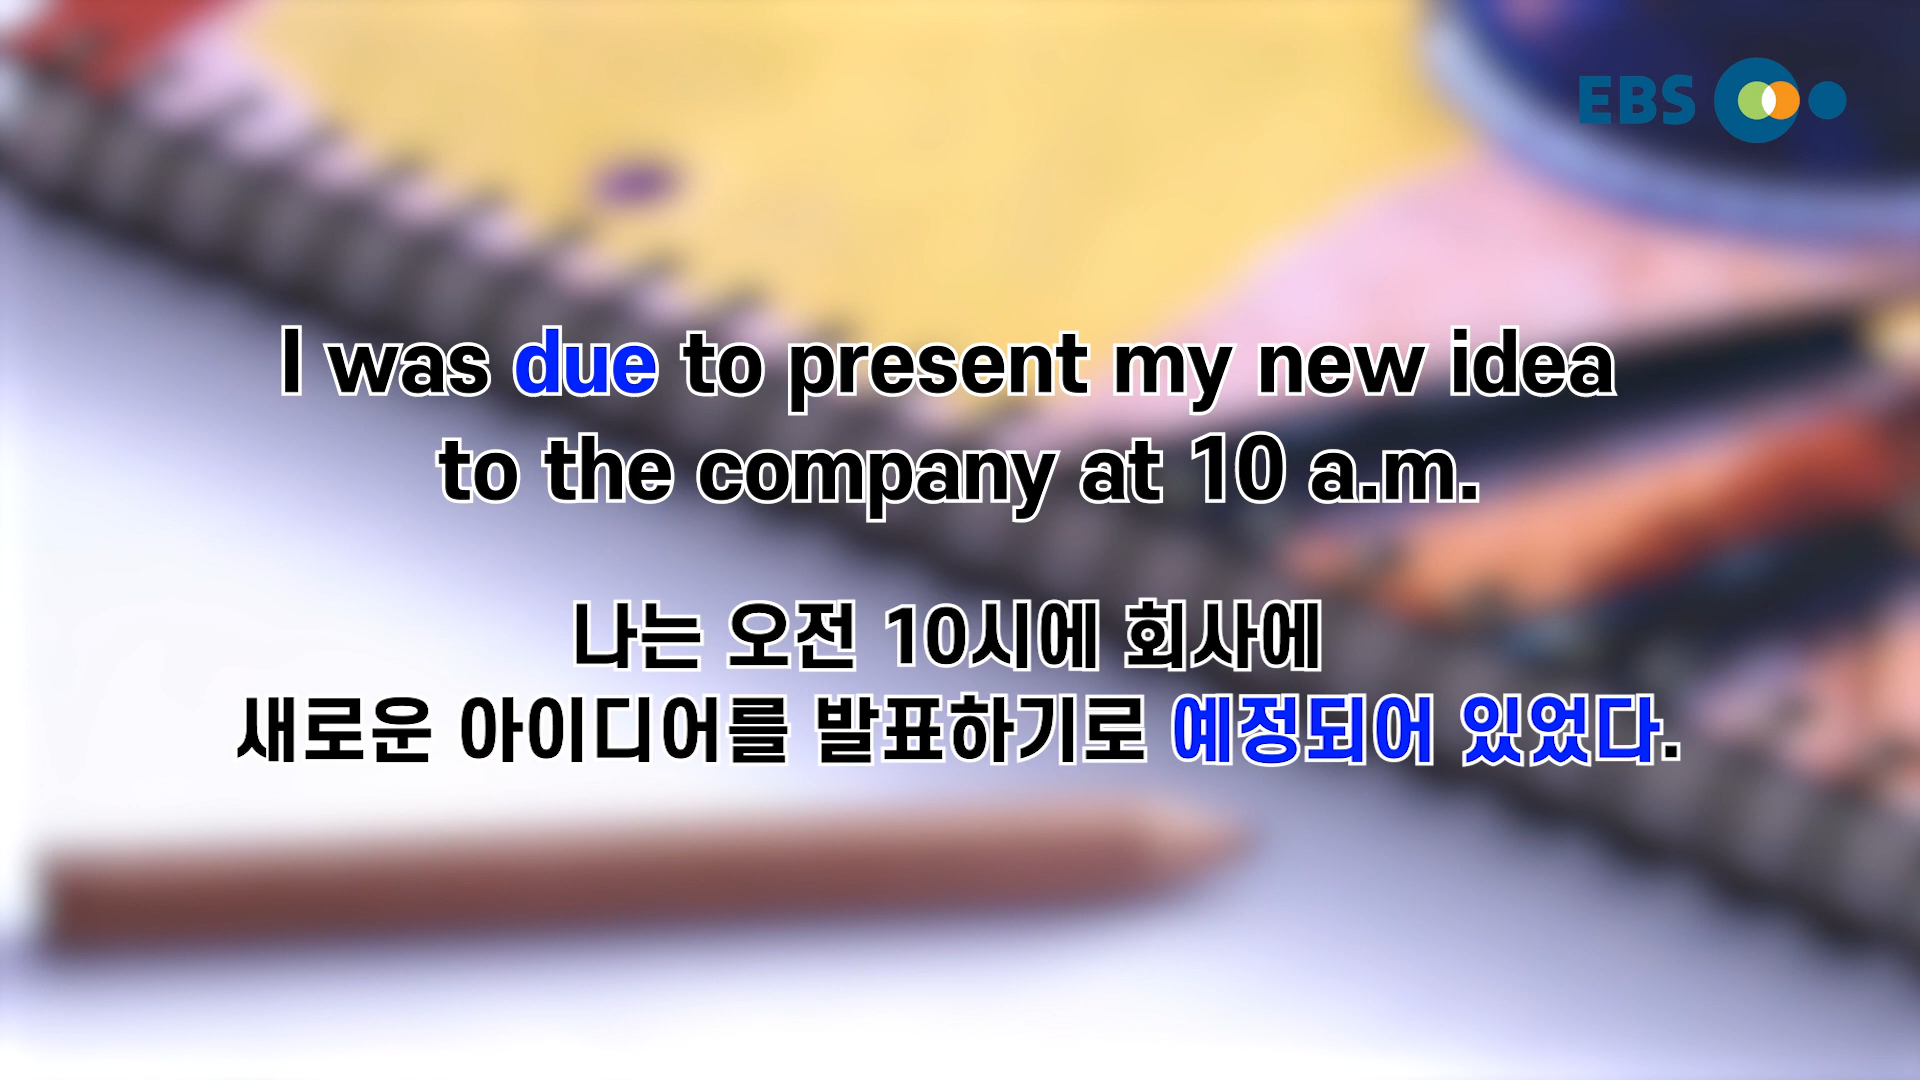 EBS
I was due to present my new idea
to the company at 10 a.m.
나는 오전 10시에 회사에
새로운 아이디어를 발표하기로 예정되어 있었다.